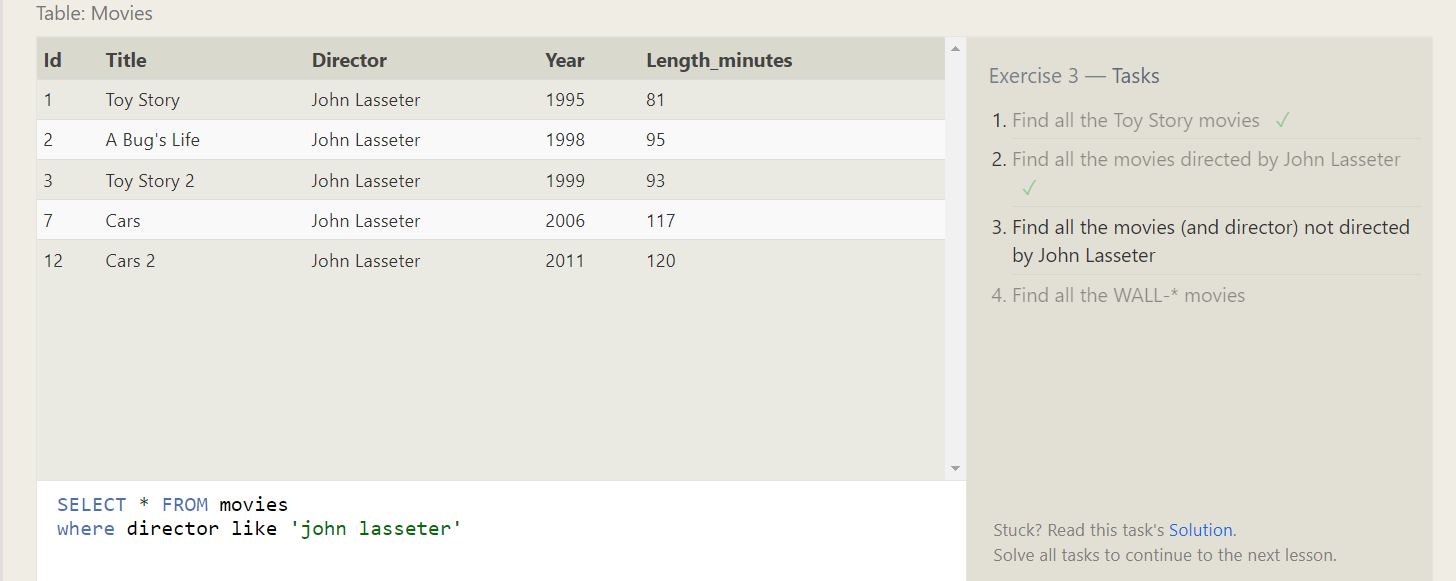 Table: Movies
Id Title Director Year Length_minutes
1 Toy Story John Lasseter 1995 81
2 A Bug's Life John Lasseter 1998 95
3 Toy Story 2 John Lasseter 1999 93
7 Cars John Lasseter 2006 117
12 Cars 2 John Lasseter 2011 120
SELECT * FROM movies
where director like 'john lasseter'
Exercise 3 — Tasks
1. Find all the Toy Story movies ✓
2. Find all the movies directed by John Lasseter
✓
3. Find all the movies (and director) not directed
by John Lasseter
4. Find all the WALL-* movies
Stuck? Read this task's Solution.
Solve all tasks to continue to the next lesson.